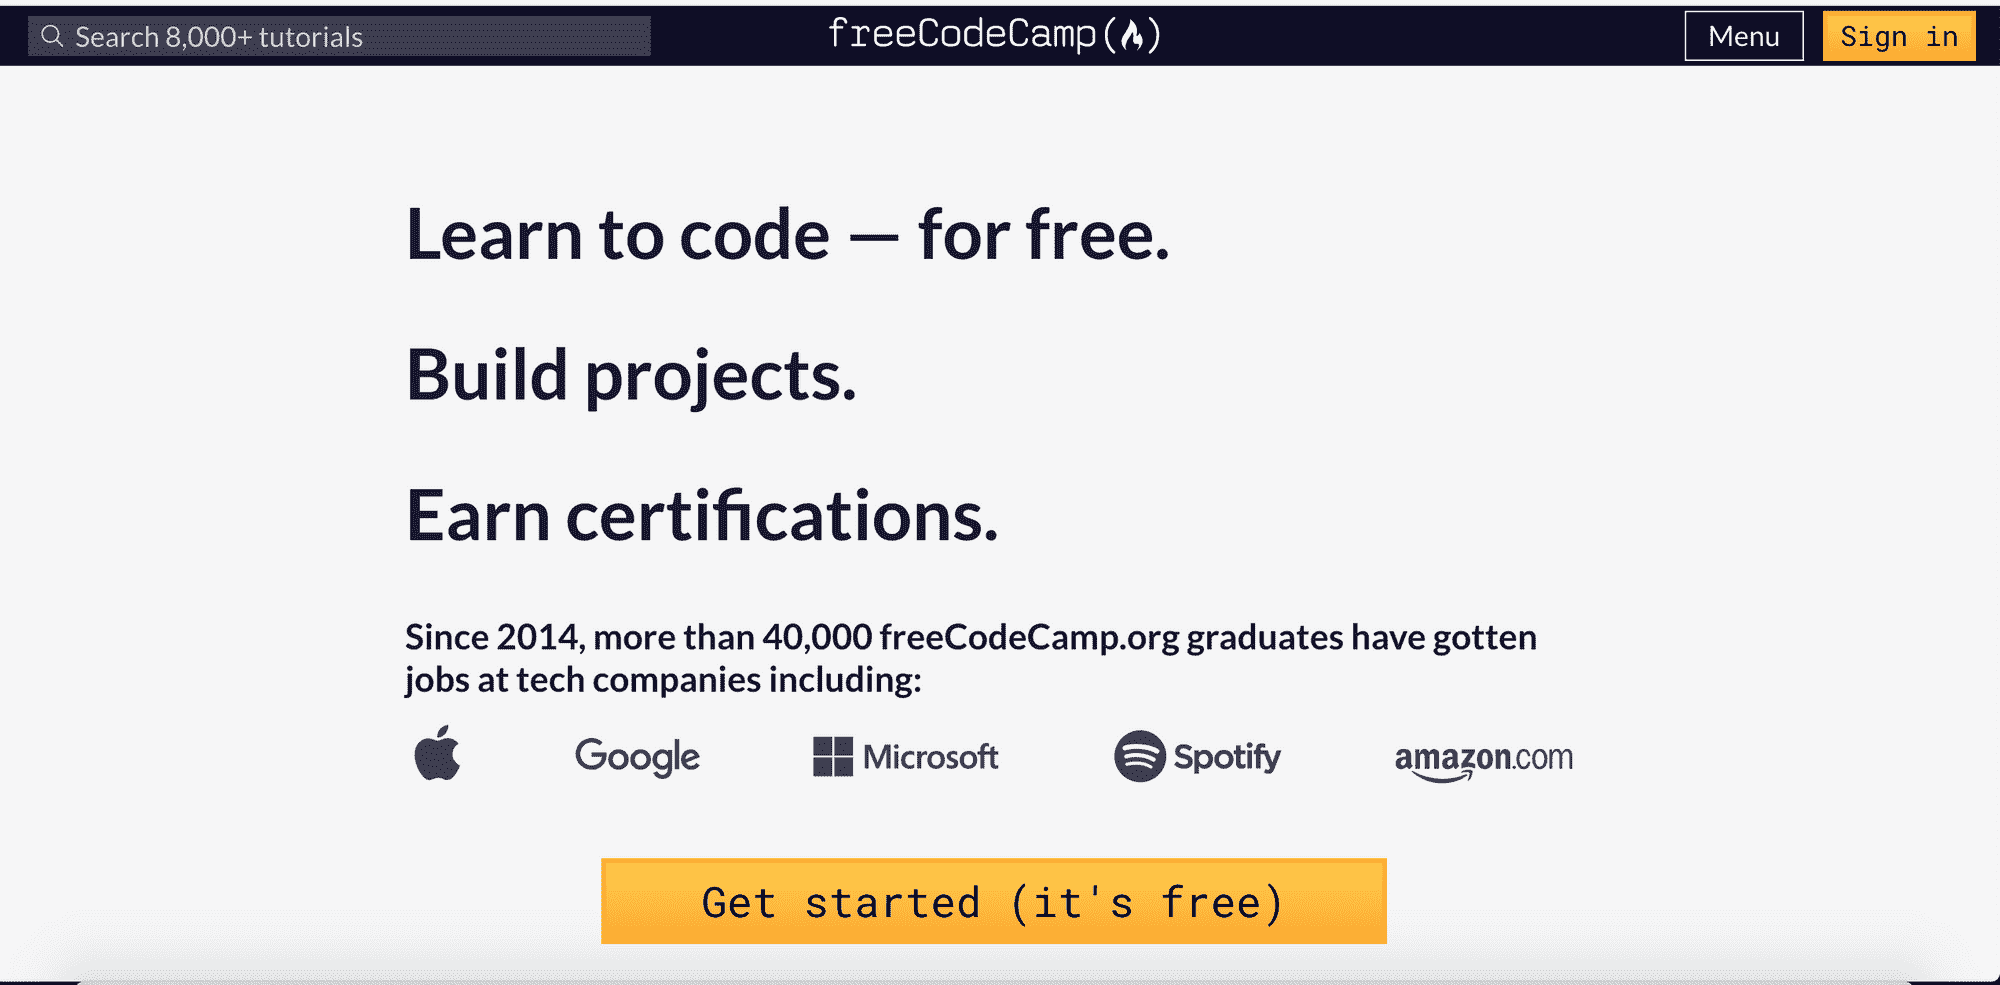 Search 8,000+ tutorials
freeCodeCamp(🔥)
Menu
Sign in
Learn to code — for free.
Build projects.
Earn certifications.
Since 2014, more than 40,000 freeCodeCamp.org graduates have gotten
jobs at tech companies including:
Google
Microsoft
Spotify
amazon.com
Get started (it's free)